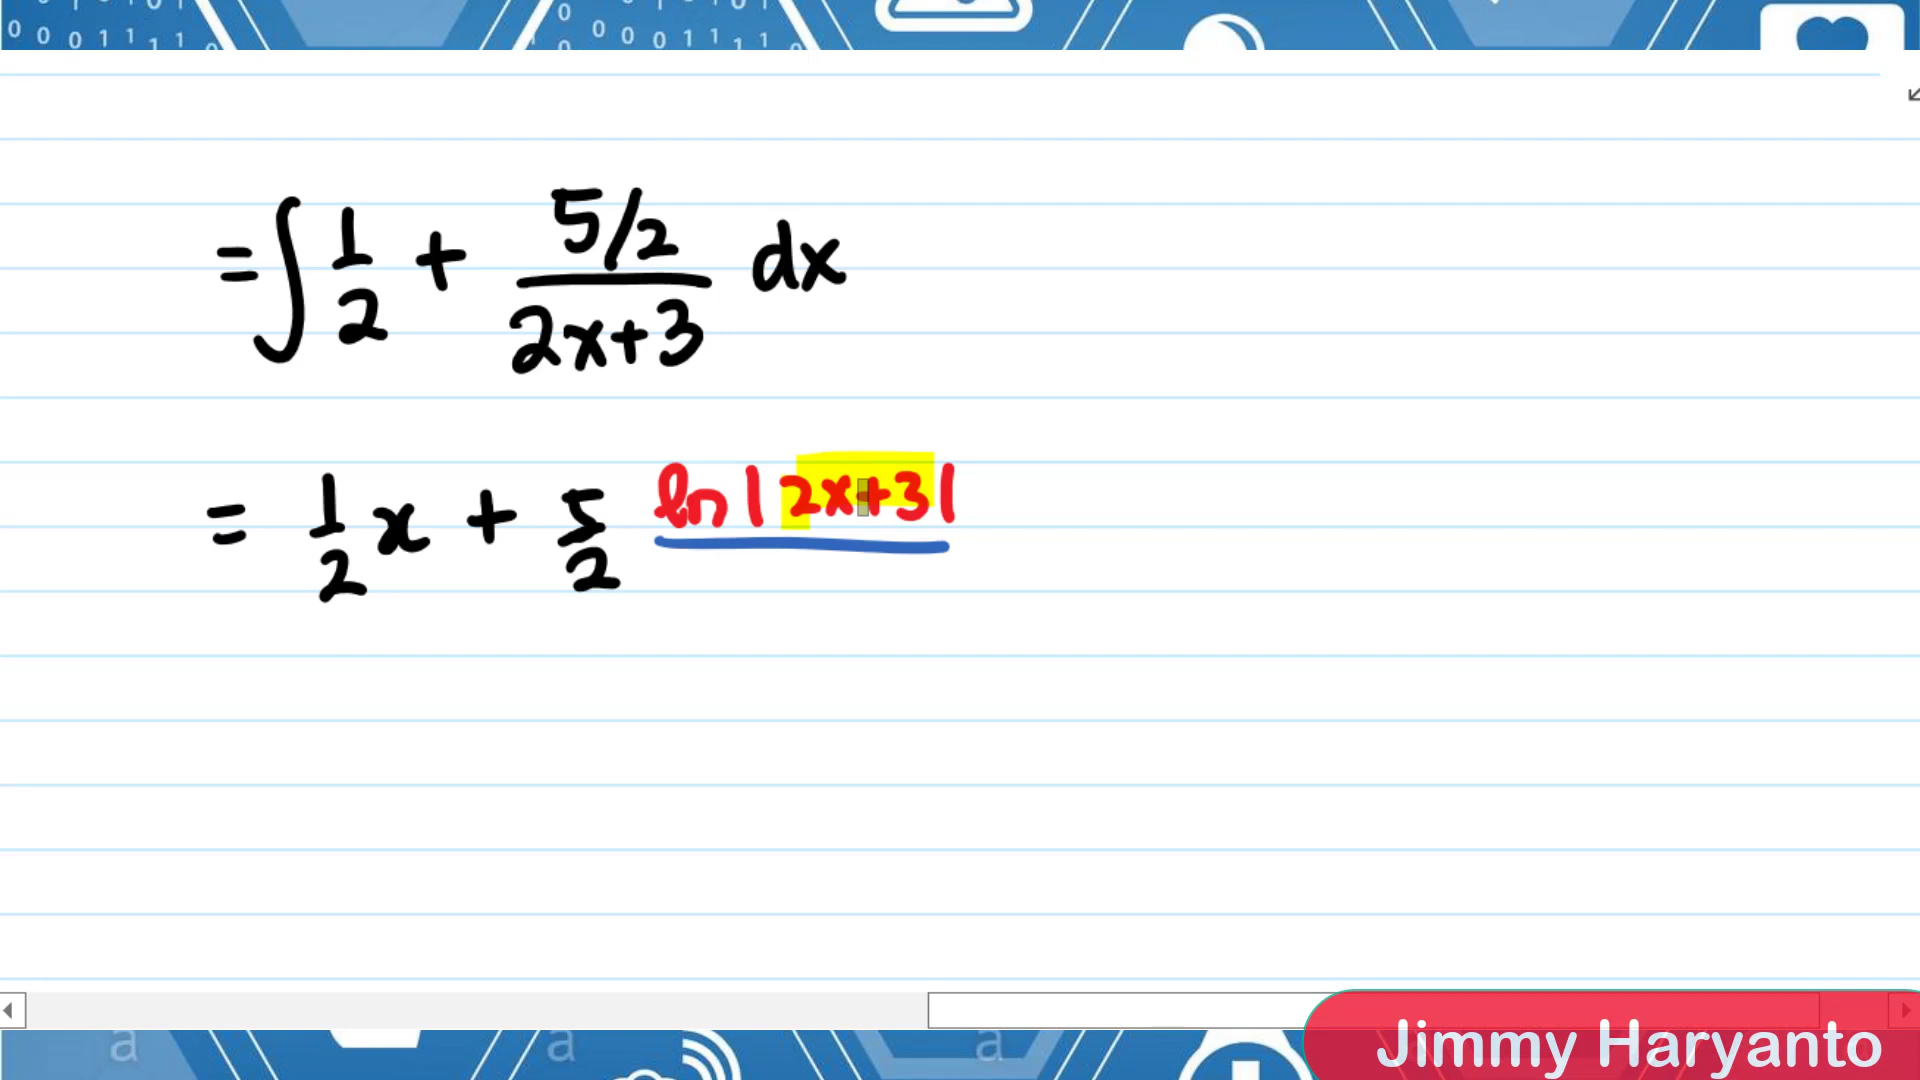 = ∫ 1/2 + (5/2)/(2x+3) dx
= 1/2 x + 5/2 ln|2x+3|
Jimmy Haryanto